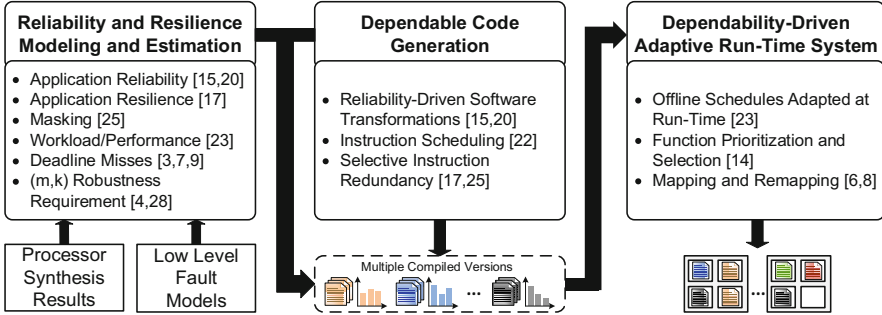 Reliability and Resilience
Modeling and Estimation
• Application Reliability [15,20]
• Application Resilience [17]
• Masking [25]
• Workload/Performance [23]
• Deadline Misses [3,7,9]
• (m,k) Robustness
Requirement [4,28]
Processor
Synthesis
Results
Low Level
Fault
Models
Dependable Code
Generation
• Reliability-Driven Software
Transformations [15,20]
• Instruction Scheduling [22]
• Selective Instruction
Redundancy [17,25]
Multiple Compiled Versions
...
Dependability-Driven
Adaptive Run-Time System
• Offline Schedules Adapted at
Run-Time [23]
• Function Prioritization and
Selection [14]
• Mapping and Remapping [6,8]
...